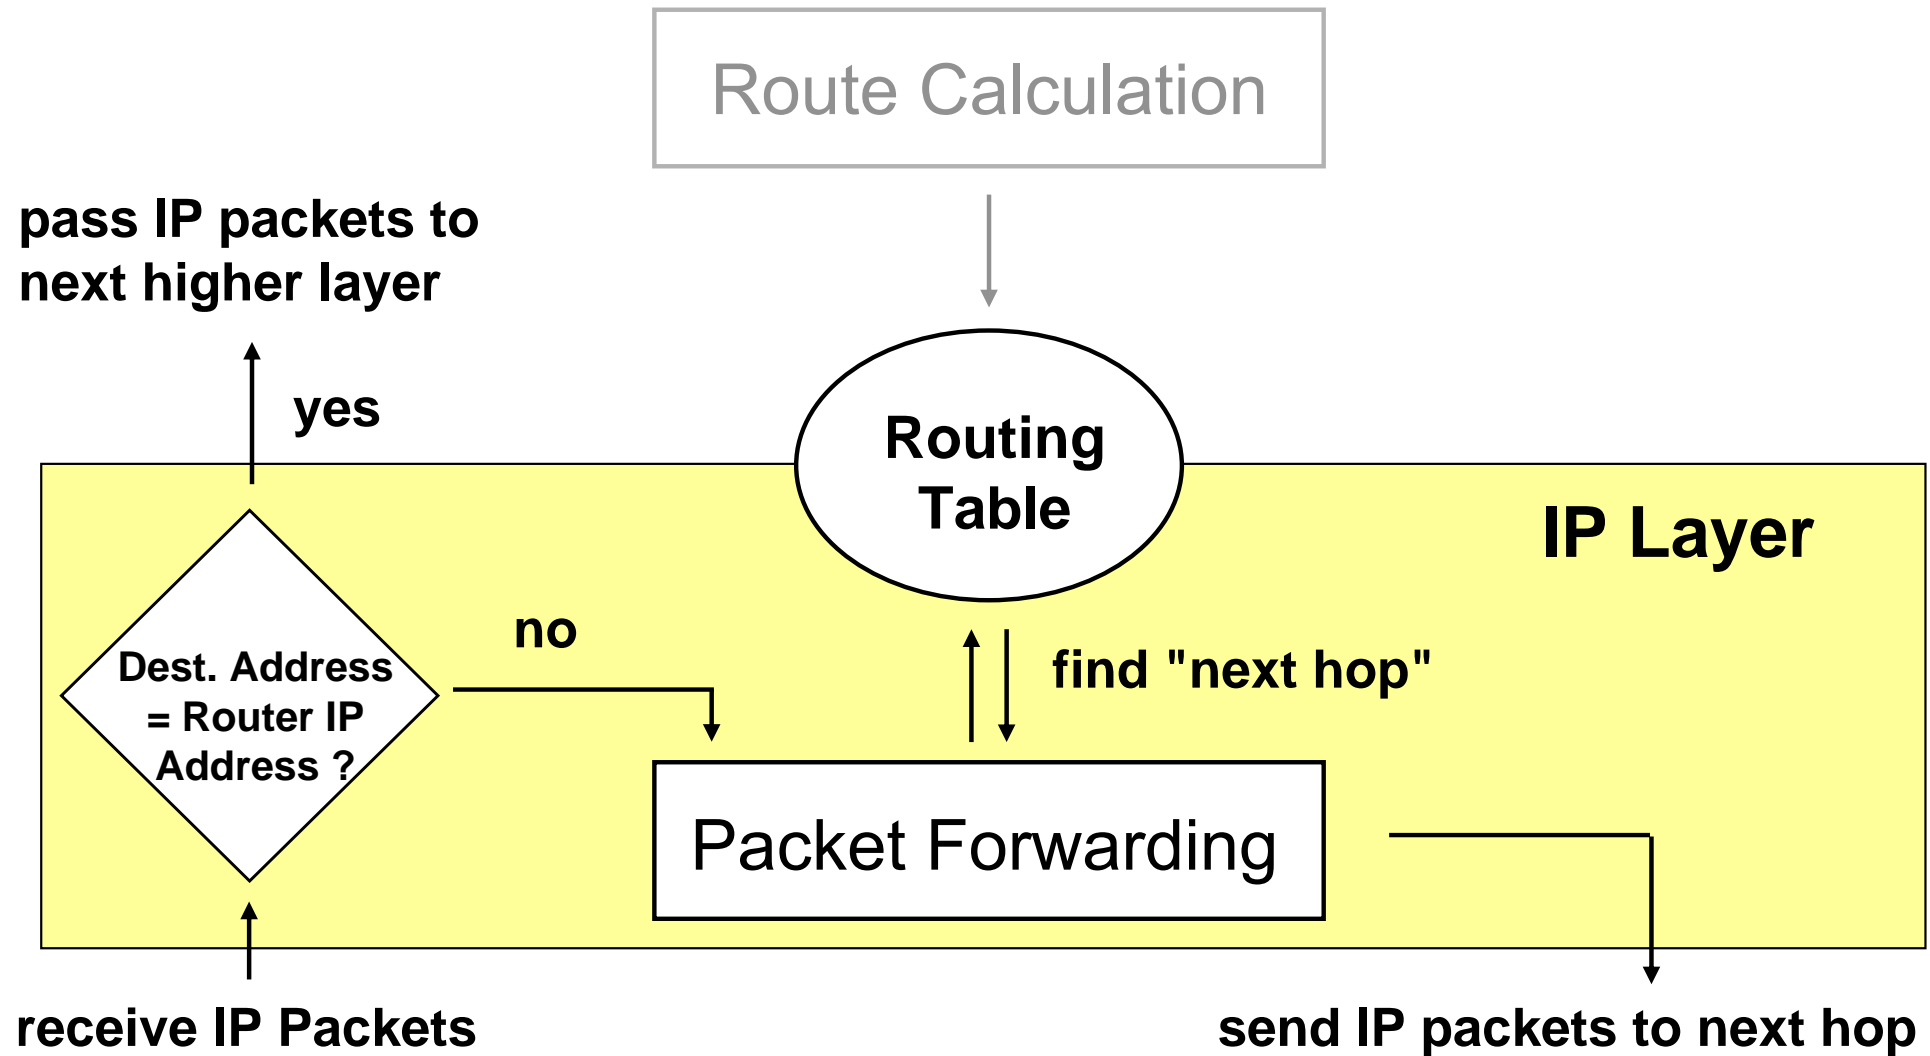 Route Calculation
pass IP packets to
next higher layer
yes
Routing
Table
IP Layer
no
find "next hop"
Dest. Address
= Router IP
Address ?
Packet Forwarding
receive IP Packets
send IP packets to next hop